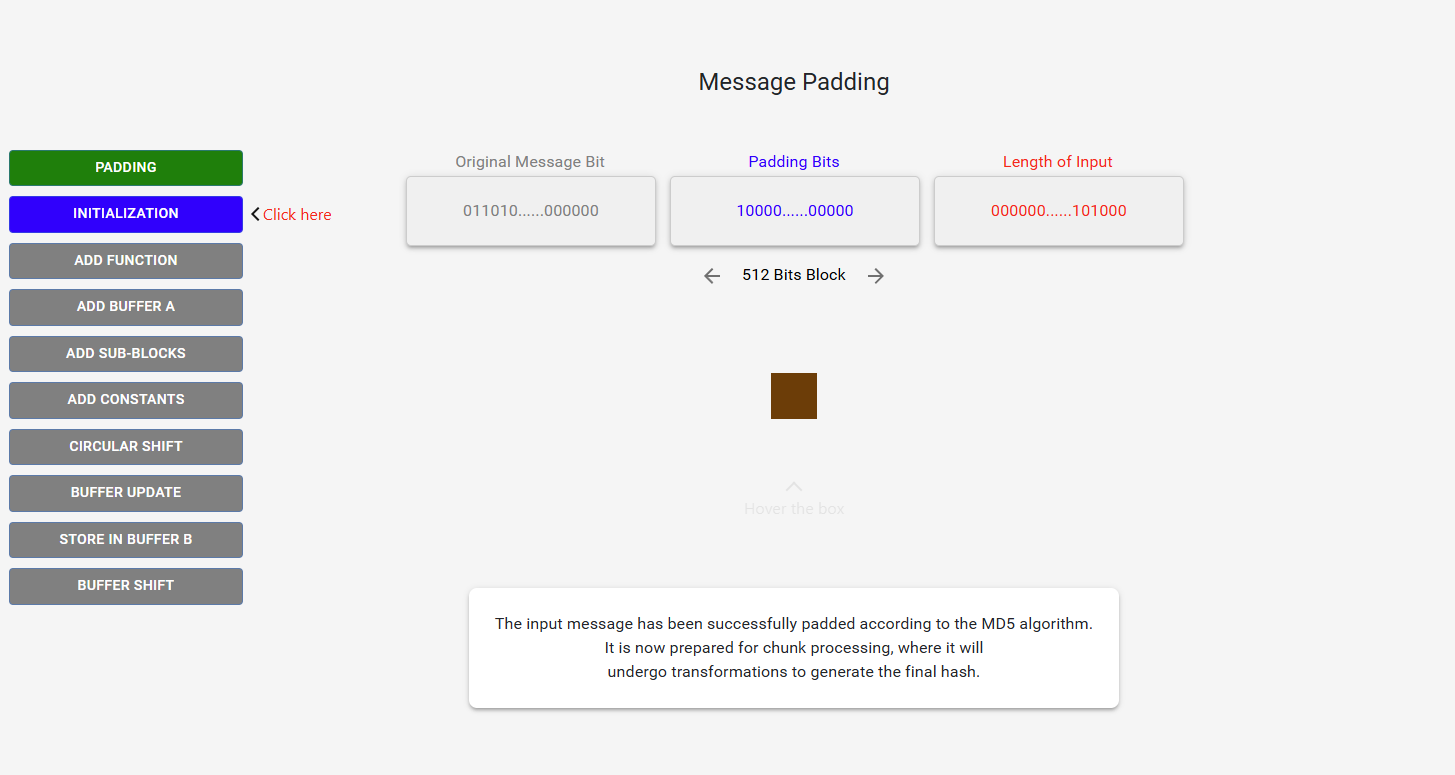 Message Padding
PADDING
INITIALIZATION
Click here
ADD FUNCTION
ADD BUFFER A
ADD SUB-BLOCKS
ADD CONSTANTS
CIRCULAR SHIFT
BUFFER UPDATE
STORE IN BUFFER B
BUFFER SHIFT
Original Message Bit
011010......000000
Padding Bits
10000......00000
Length of Input
000000......101000
512 Bits Block
Hover the box
The input message has been successfully padded according to the MD5 algorithm.
It is now prepared for chunk processing, where it will
undergo transformations to generate the final hash.